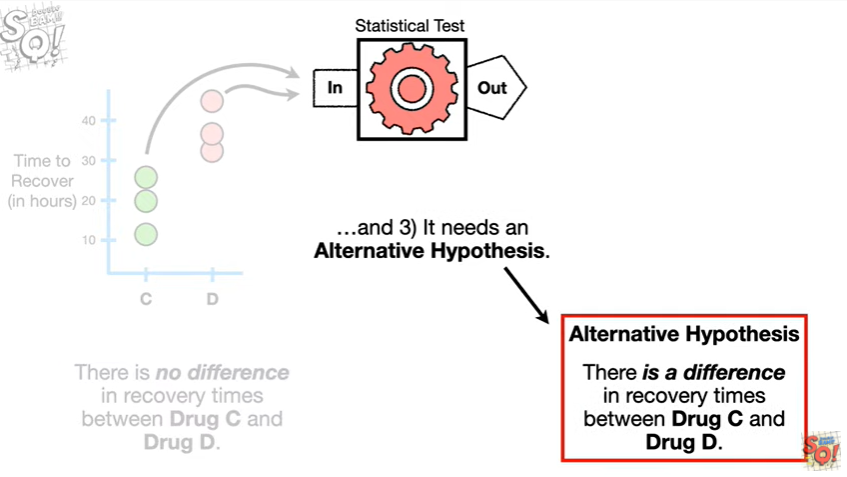 SQ!
Statistical Test
In
Out
40
30
20
10
Time to
Recover
(in hours)
C
D
…and 3) It needs an
Alternative Hypothesis.
Alternative Hypothesis
There is a difference
in recovery times
between Drug C and
Drug D.
There is no difference
in recovery times
between Drug C and
Drug D.
SQ!